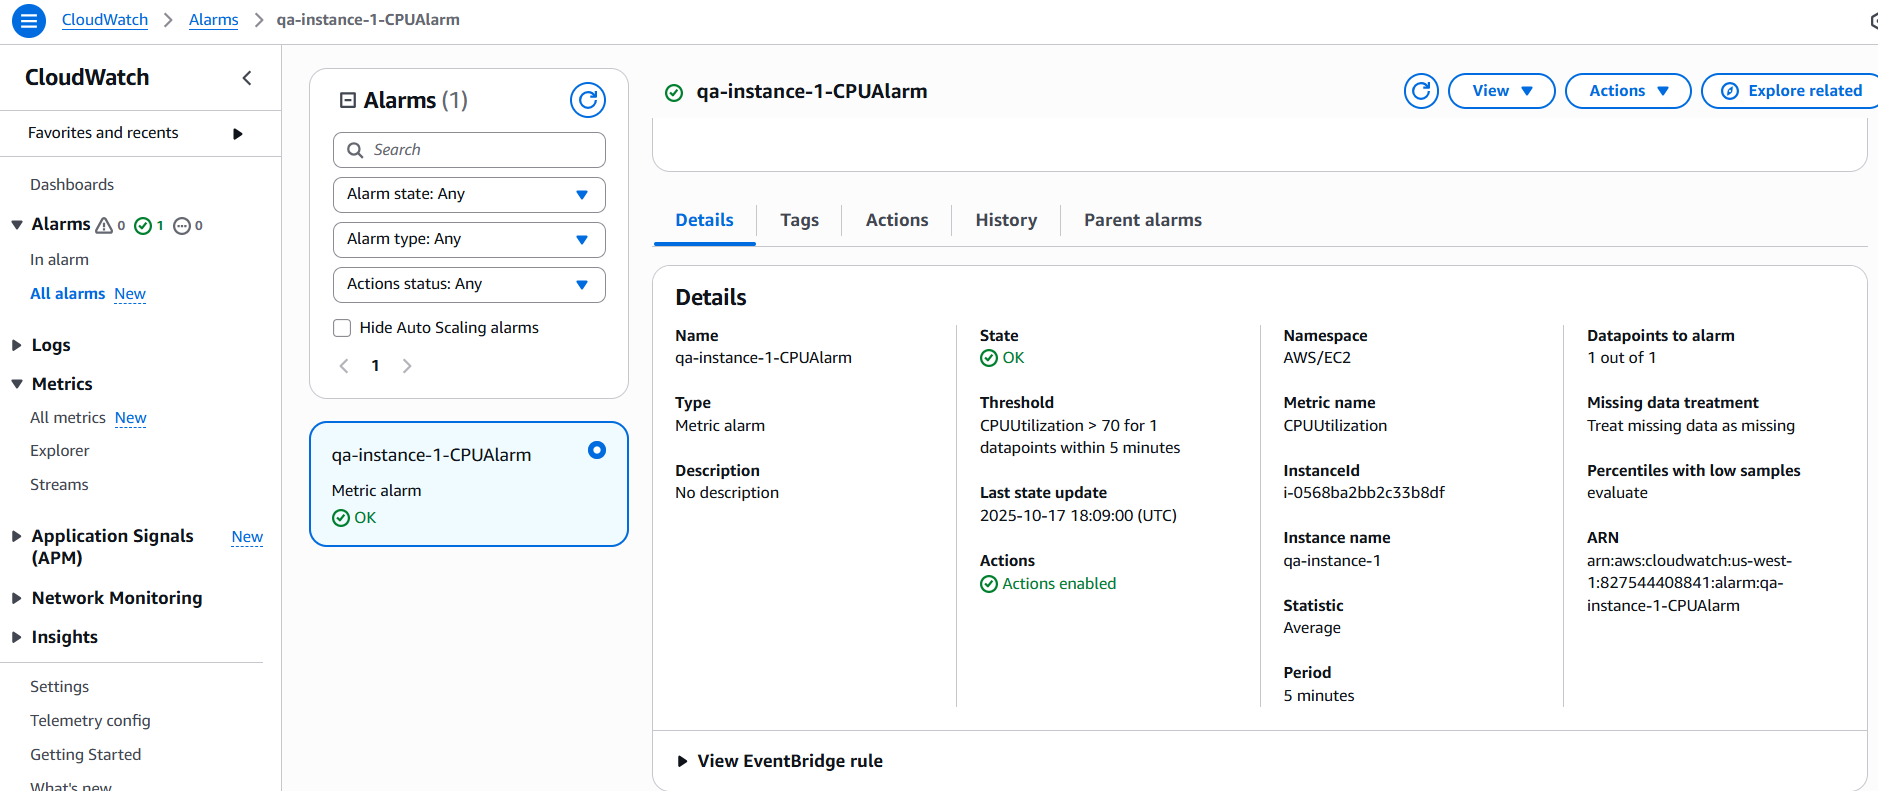 CloudWatch > Alarms > qa-instance-1-CPUAlarm
CloudWatch
Favorites and recents
Dashboards
Alarms 0 1 0
In alarm
All alarms New
Logs
Metrics
All metrics New
Explorer
Streams
Application Signals New
(APM)
Network Monitoring
Insights
Settings
Telemetry config
Getting Started
What's new
Alarms (1)
Search
Alarm state: Any
Alarm type: Any
Actions status: Any
Hide Auto Scaling alarms
1
qa-instance-1-CPUAlarm
Metric alarm
OK
qa-instance-1-CPUAlarm
View
Actions
Explore related
Details
Tags
Actions
History
Parent alarms
Details
Name
qa-instance-1-CPUAlarm
Type
Metric alarm
Description
No description
State
OK
Threshold
CPUUtilization > 70 for 1
datapoints within 5 minutes
Last state update
2025-10-17 18:09:00 (UTC)
Actions
Actions enabled
Namespace
AWS/EC2
Metric name
CPUUtilization
InstanceId
i-0568ba2bb2c33b8df
Instance name
qa-instance-1
Statistic
Average
Period
5 minutes
Datapoints to alarm
1 out of 1
Missing data treatment
Treat missing data as missing
Percentiles with low samples
evaluate
ARN
arn:aws:cloudwatch:us-west-
1:827544408841:alarm:qa-
instance-1-CPUAlarm
View EventBridge rule